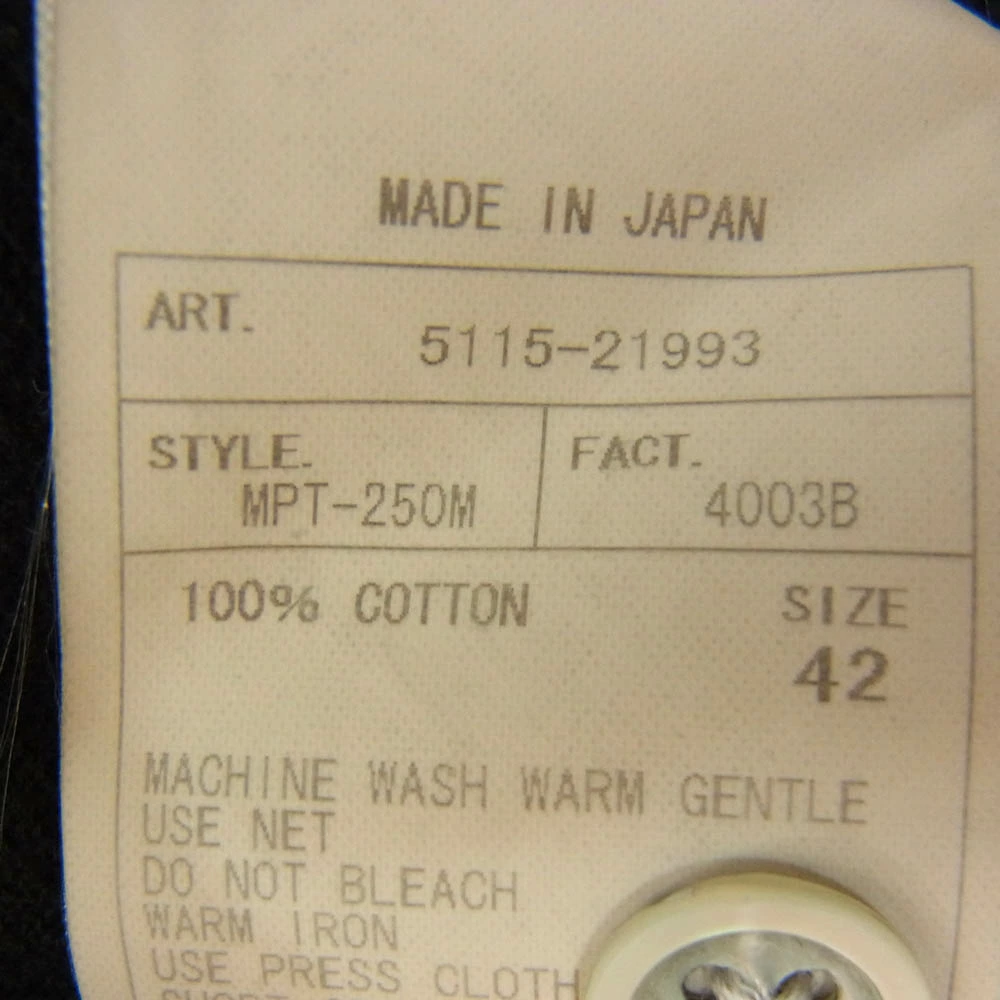 MADE IN JAPAN
ART.
5115-21993
STYLE.
MPT-250M
FACT.
4003B
100% COTTON
SIZE
42
MACHINE WASH WARM GENTLE
USE NET
DO NOT BLEACH
WARM IRON
USE PRESS CLOTH